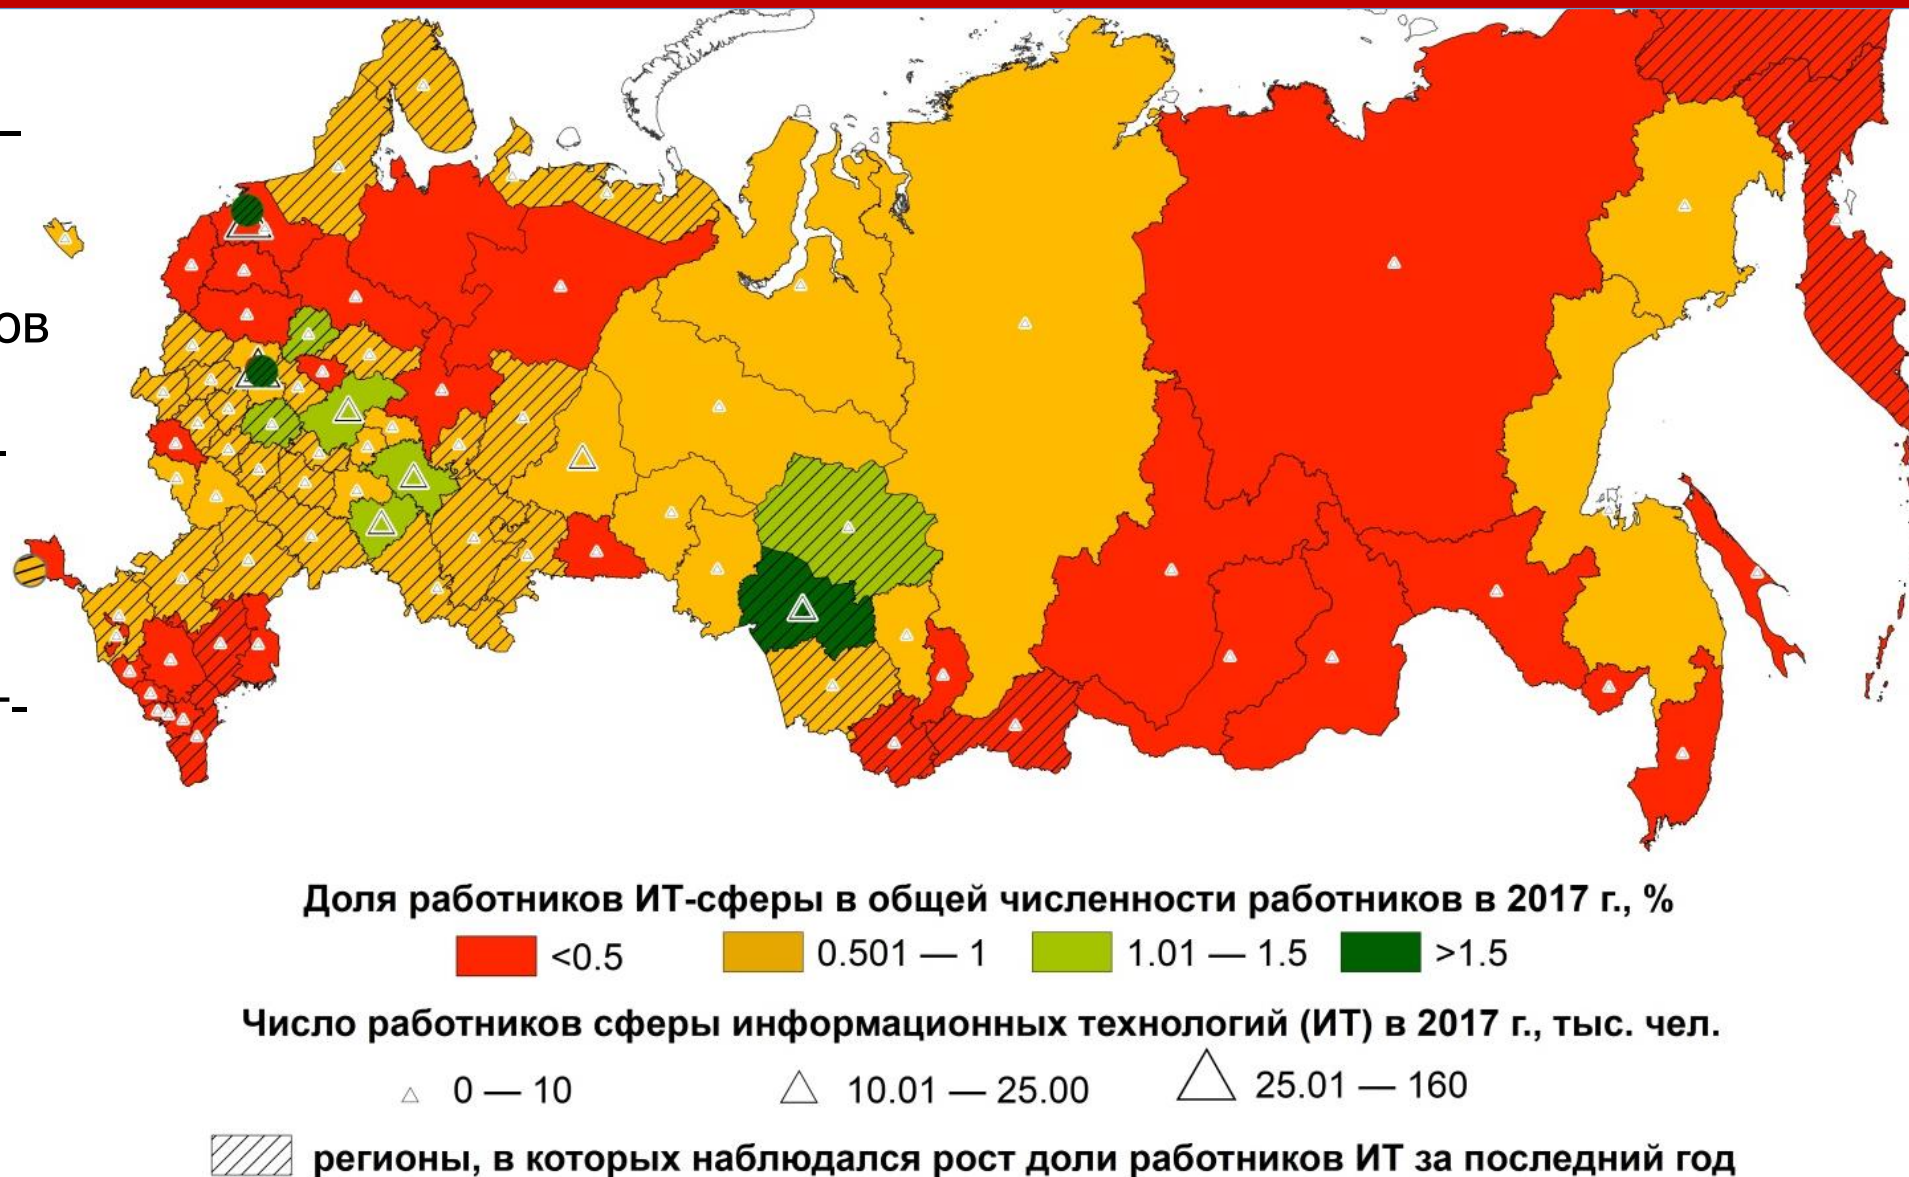 ов
Доля работников ИТ-сферы в общей численности работников в 2017 г., %
<0.5 0.501 — 1 1.01 — 1.5 >1.5
Число работников сферы информационных технологий (ИТ) в 2017 г., тыс. чел.
0 — 10 10.01 — 25.00 25.01 — 160
регионы, в которых наблюдался рост доли работников ИТ за последний год